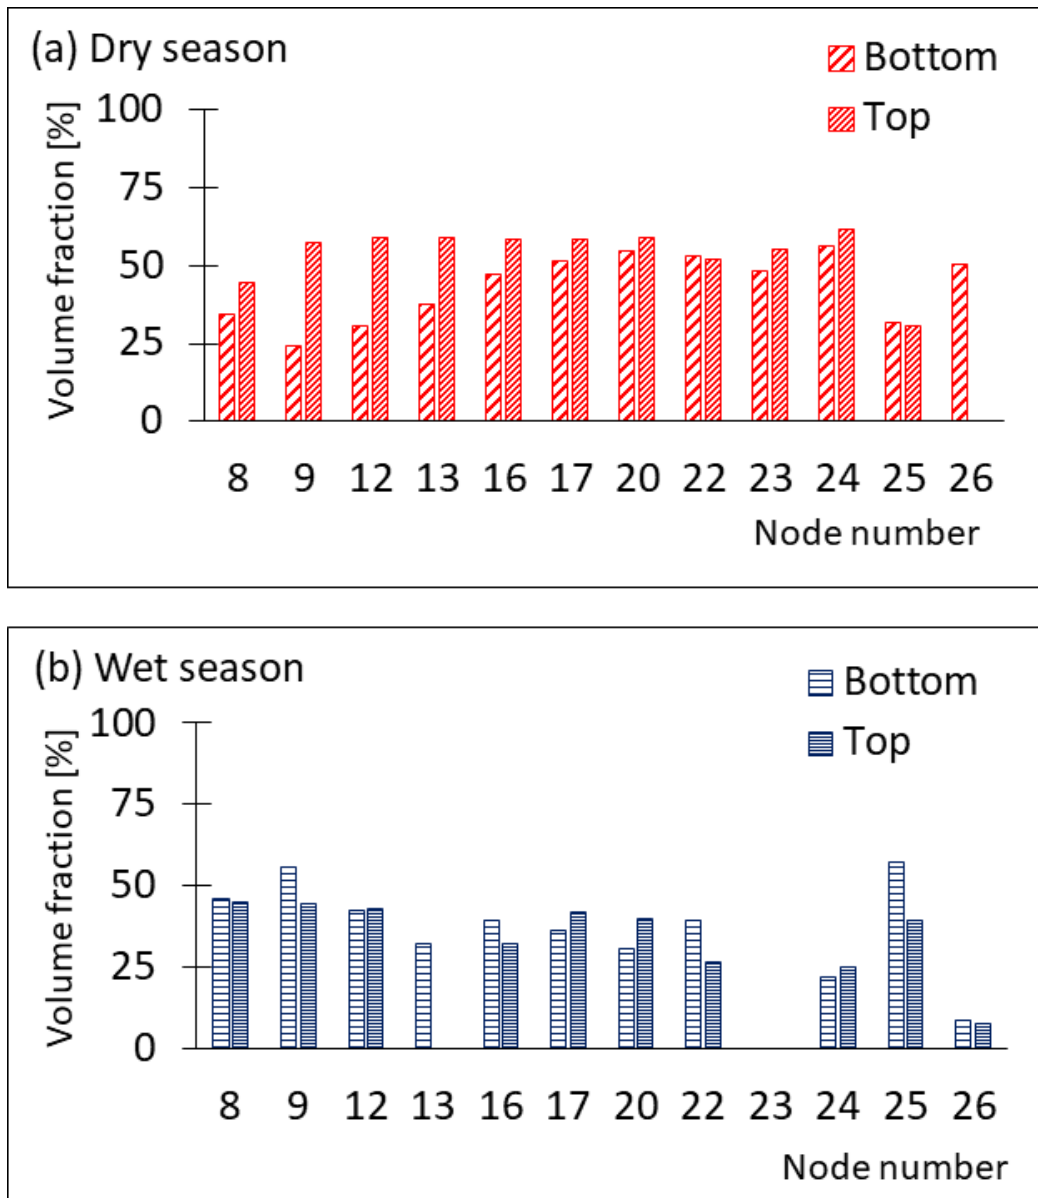 (a) Dry season
Bottom
Top
Volume fraction [%]
100
75
50
25
0
8 9 12 13 16 17 20 22 23 24 25 26
Node number
(b) Wet season
Bottom
Top
Volume fraction [%]
100
75
50
25
0
8 9 12 13 16 17 20 22 23 24 25 26
Node number